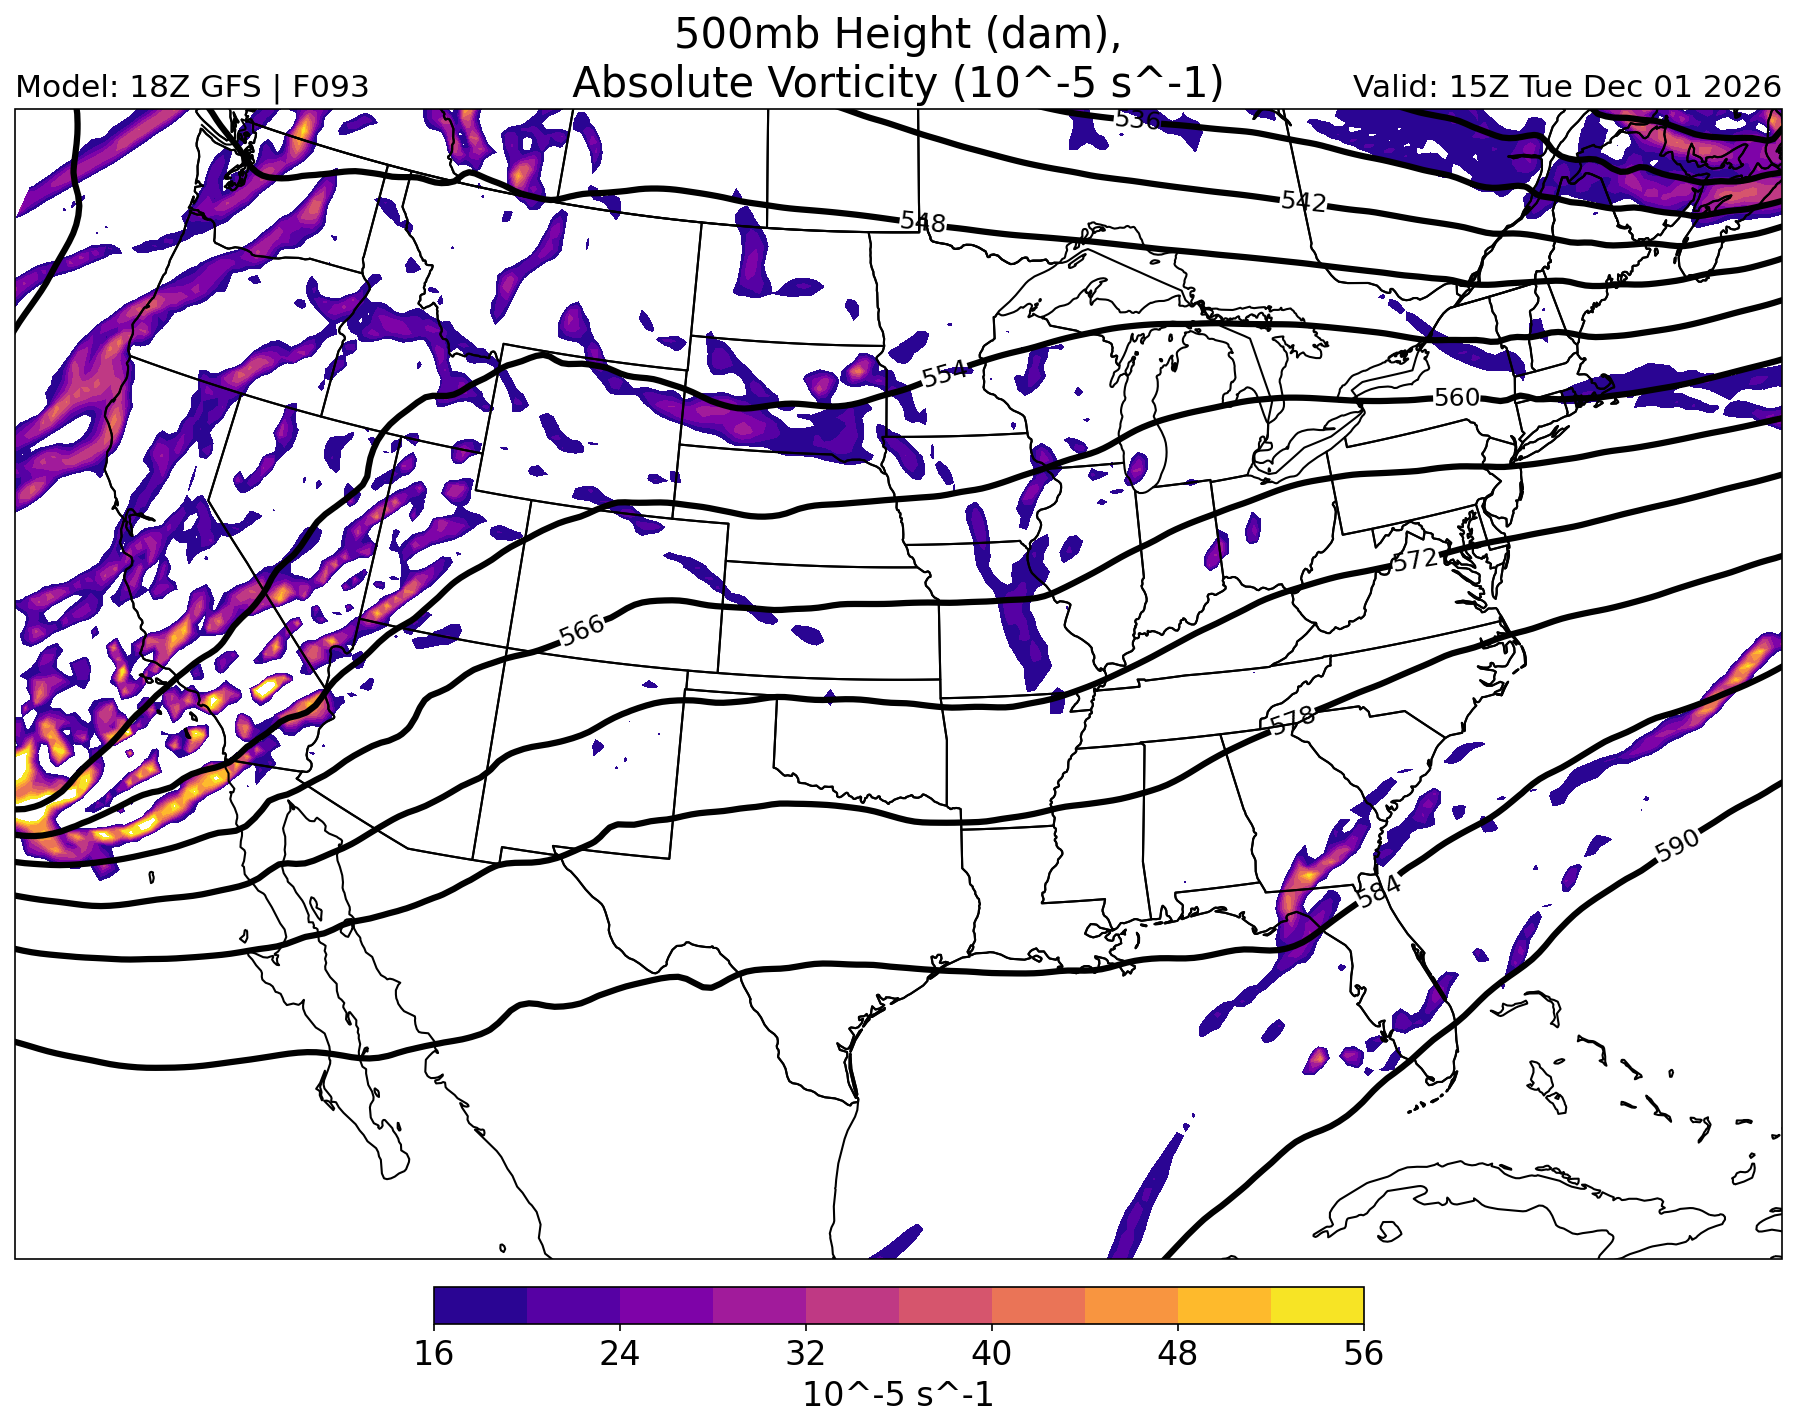 500mb Height (dam),
Absolute Vorticity (10^-5 s^-1)
Model: 18Z GFS | F093
Valid: 15Z Tue Dec 01 2026
536
542
548
554
560
572
566
578
584
590
16 24 32 40 48 56
10^-5 s^-1